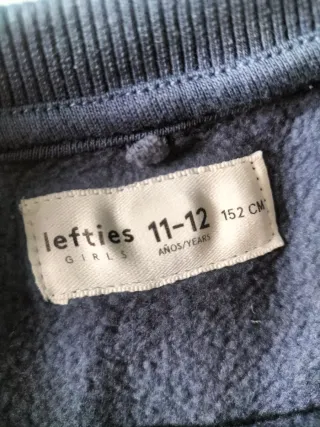 lefties 11-12 152 CM
GIRLS AÑOS/YEARS